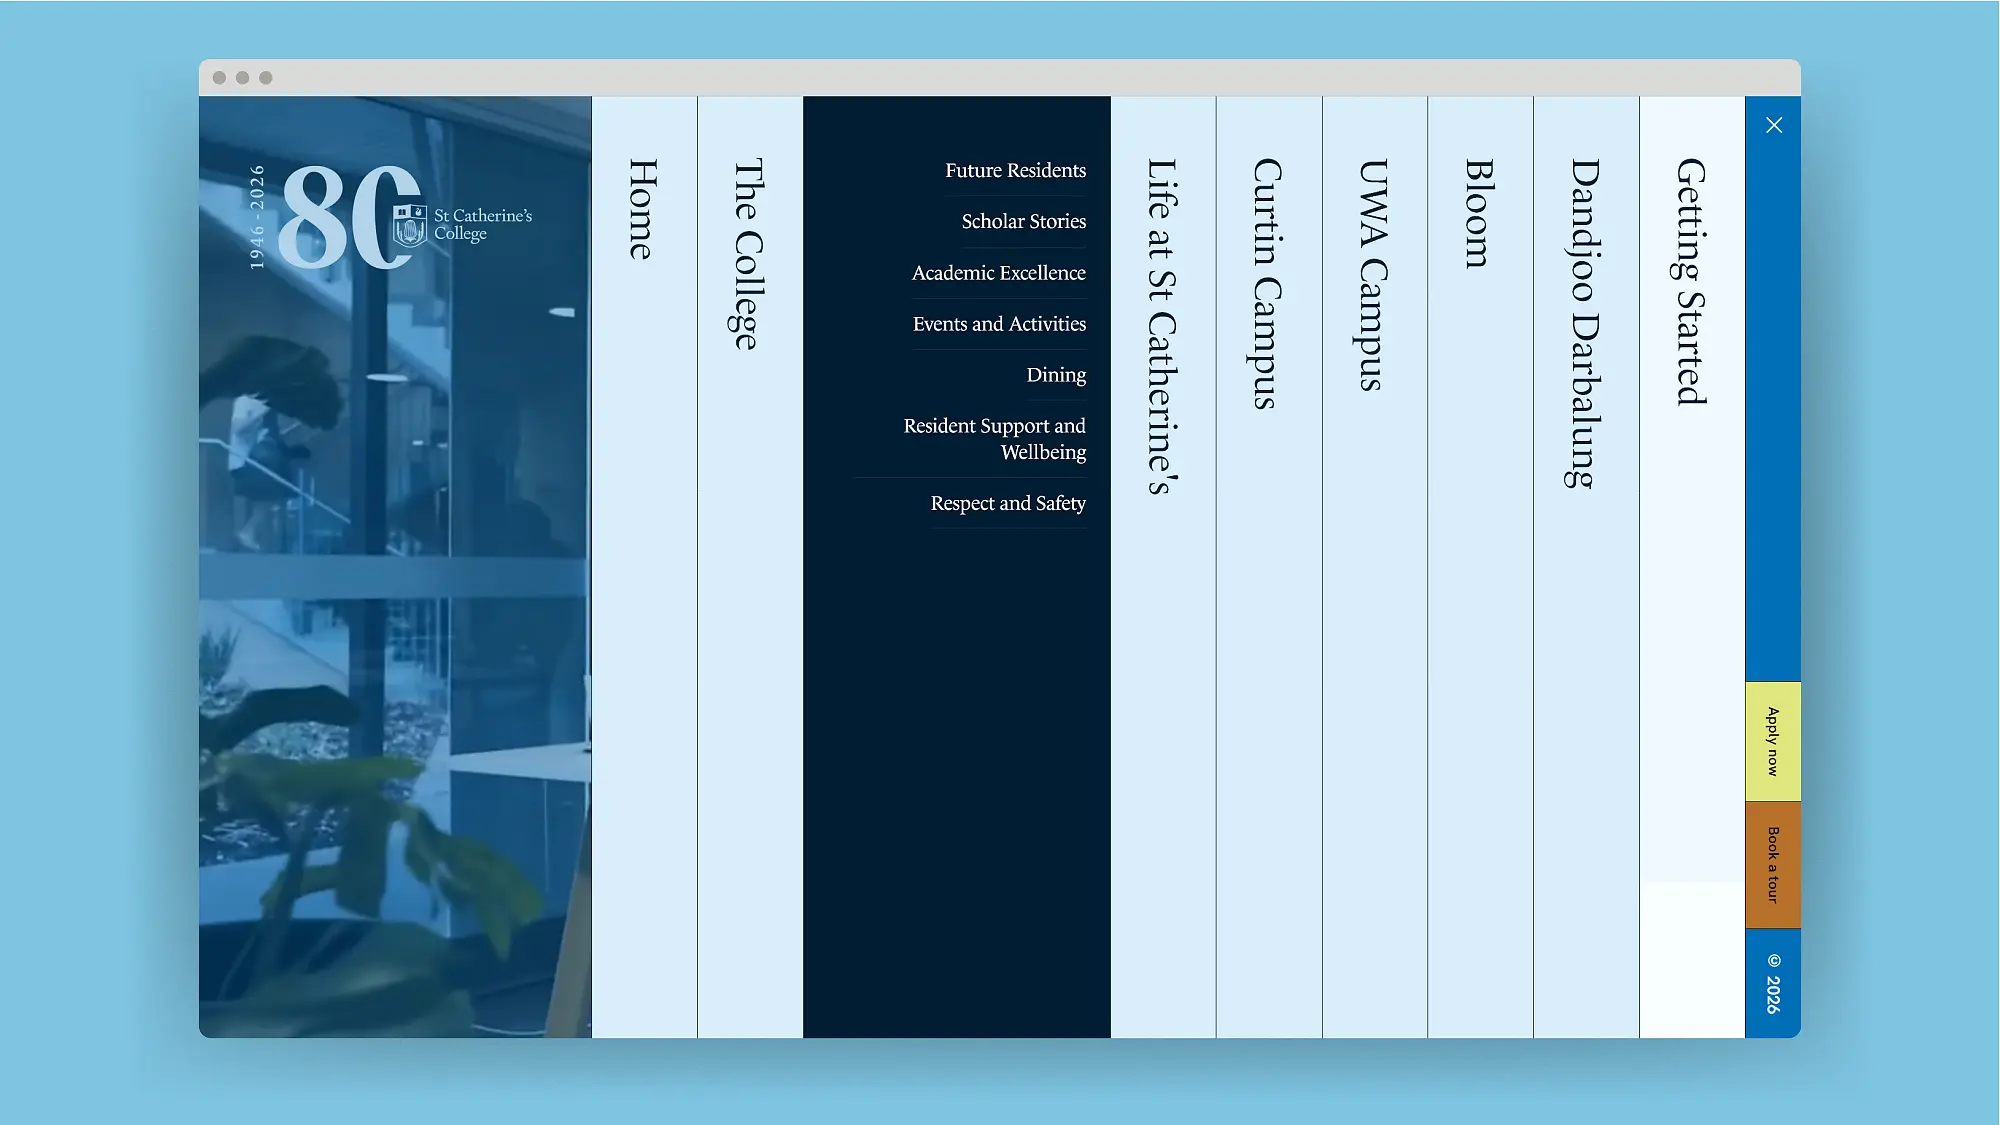 1946 - 2026
80
St Catherine's
College
Home
The College
Future Residents
Scholar Stories
Academic Excellence
Events and Activities
Dining
Resident Support and
Wellbeing
Respect and Safety
Life at St Catherine's
Curtin Campus
UWA Campus
Bloom
Dandjoo Darbalung
Getting Started
Apply now
Book a tour
© 2026